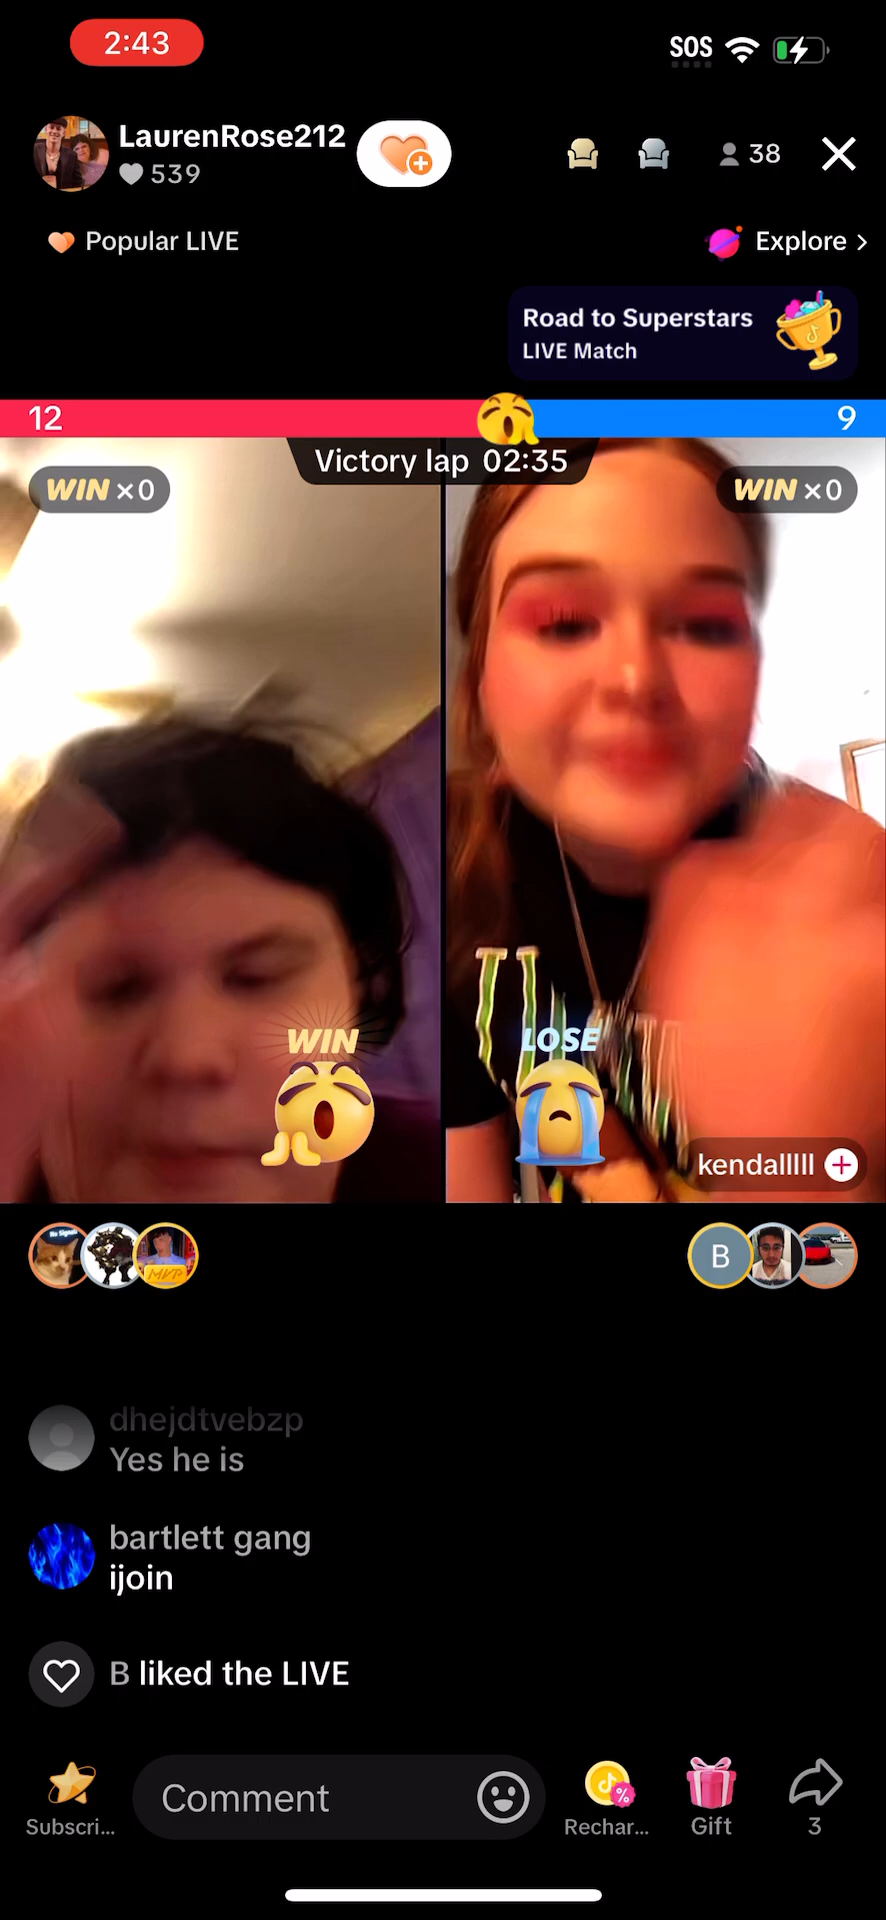 2:43
SOS
LaurenRose212
539
38
Popular LIVE
Explore >
Road to Superstars
LIVE Match
12
9
Victory lap 02:35
WIN ×0
WIN ×0
WIN
LOSE
kendalllll
MVP
B
dhejdtvebzp
Yes he is
bartlett gang
ijoin
B liked the LIVE
Subscri...
Comment
Rechar...
Gift
3